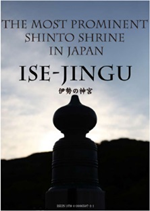 THE MOST PROMINENT
SHINTO SHRINE
IN JAPAN
ISE-JINGU
伊勢の神宮